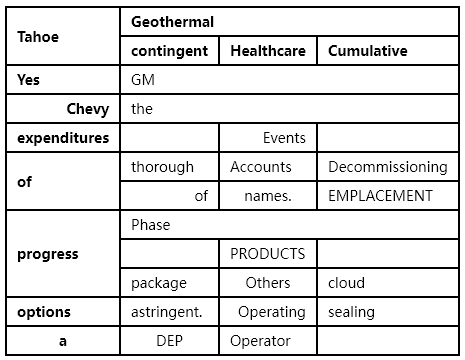 Tahoe Geothermal
contingent Healthcare Cumulative
Yes GM
Chevy the
expenditures Events
of thorough Accounts Decommissioning
of names. EMPLACEMENT
progress Phase
PRODUCTS
package Others cloud
options astringent. Operating sealing
a DEP Operator